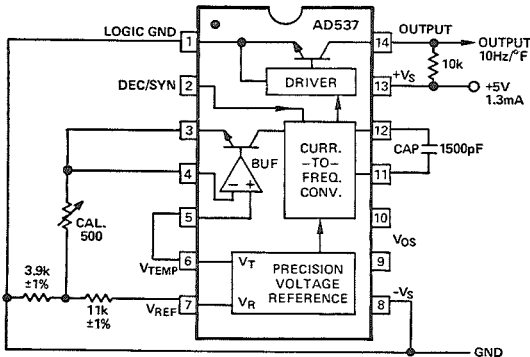 AD537
LOGIC GND
1
14
OUTPUT
OUTPUT
10Hz/°F
10k
DRIVER
DEC/SYN
2
13
+VS
+5V
1.3mA
3
12
BUF
CURR.
-TO-
FREQ.
CONV.
CAP
1500pF
4
11
− +
5
10
CAL.
500
VOS
VTEMP
6
VT
PRECISION
VOLTAGE
REFERENCE
9
3.9k
±1%
11k
±1%
VREF
7
VR
8
-VS
GND